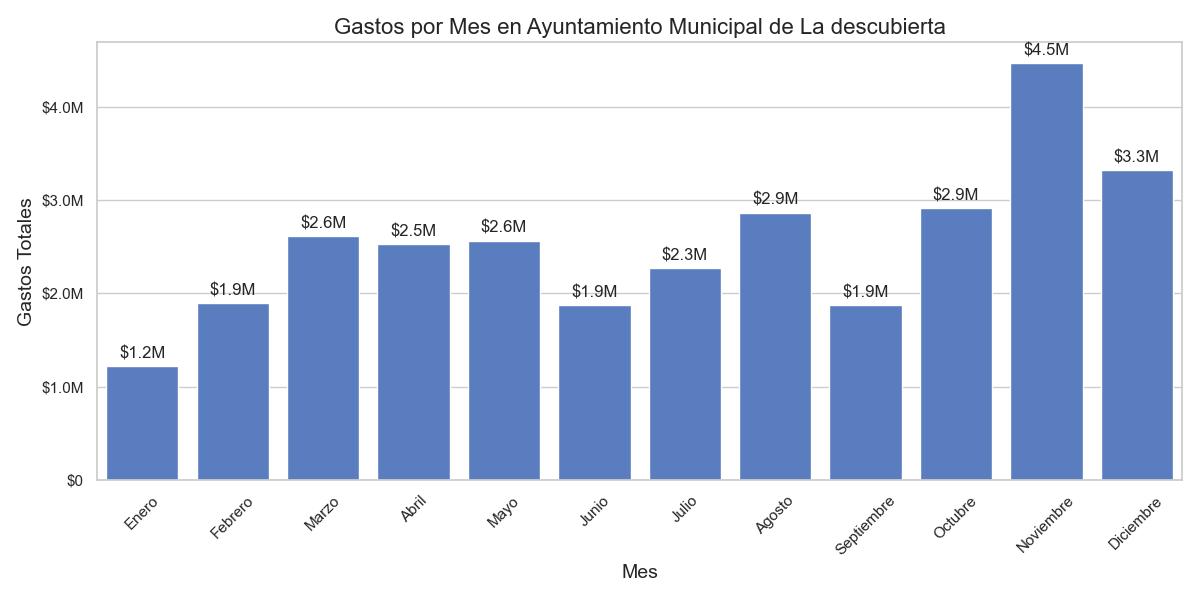 Gastos por Mes en Ayuntamiento Municipal de La descubierta
$4.5M
$4.0M
$3.3M
$3.0M
$2.9M
$2.9M
$2.6M
$2.5M
$2.6M
$2.3M
$2.0M
$1.9M
$1.9M
$1.9M
$1.2M
$1.0M
$0
Gastos Totales
Enero
Febrero
Marzo
Abril
Mayo
Junio
Julio
Agosto
Septiembre
Octubre
Noviembre
Diciembre
Mes